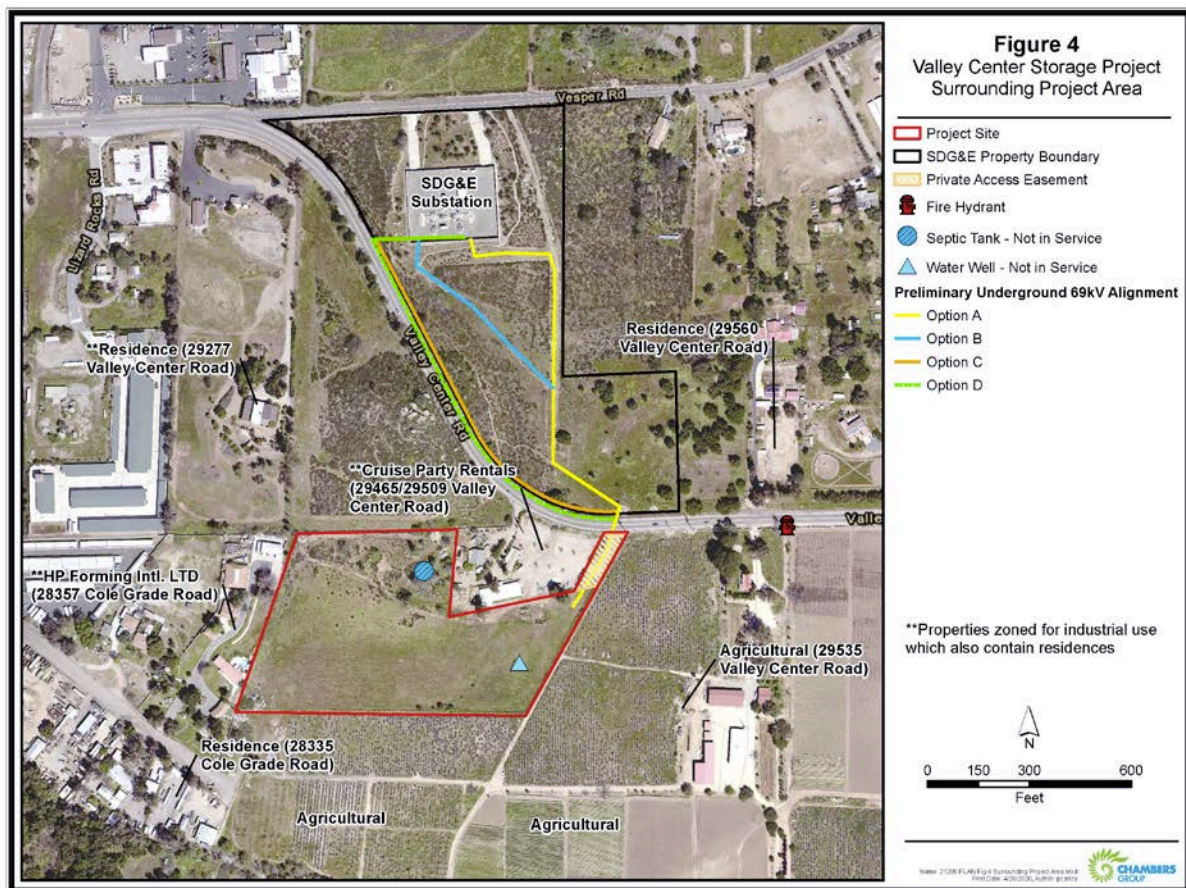 Figure 4
Valley Center Storage Project
Surrounding Project Area
Project Site
SDG&E Property Boundary
Private Access Easement
Fire Hydrant
Septic Tank - Not in Service
Water Well - Not in Service
Preliminary Underground 69kV Alignment
Option A
Option B
Option C
Option D
**Properties zoned for industrial use
which also contain residences
N
0 150 300 600
Feet
CHAMBERS
GROUP
Vesper Rd
SDG&E
Substation
Lizard Rocks Rd
**Residence (29277
Valley Center Road)
Valley Center Rd
Residence (29560
Valley Center Road)
**Cruise Party Rentals
(29465/29509 Valley
Center Road)
Valle
**HP Forming Intl. LTD
(28357 Cole Grade Road)
Agricultural (29535
Valley Center Road)
Residence (28335
Cole Grade Road)
Agricultural
Agricultural